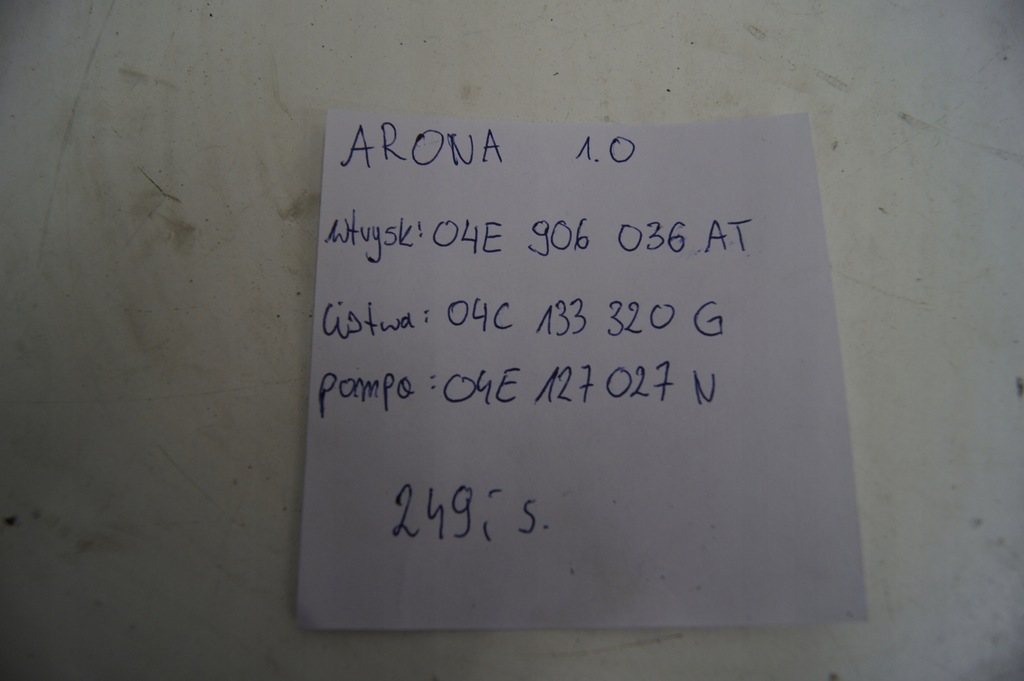 ARONA 1.0
wtrysk: 04E 906 036 AT
listwa: 04C 133 320 G
pompa: 04E 127 027 N
249,- s.